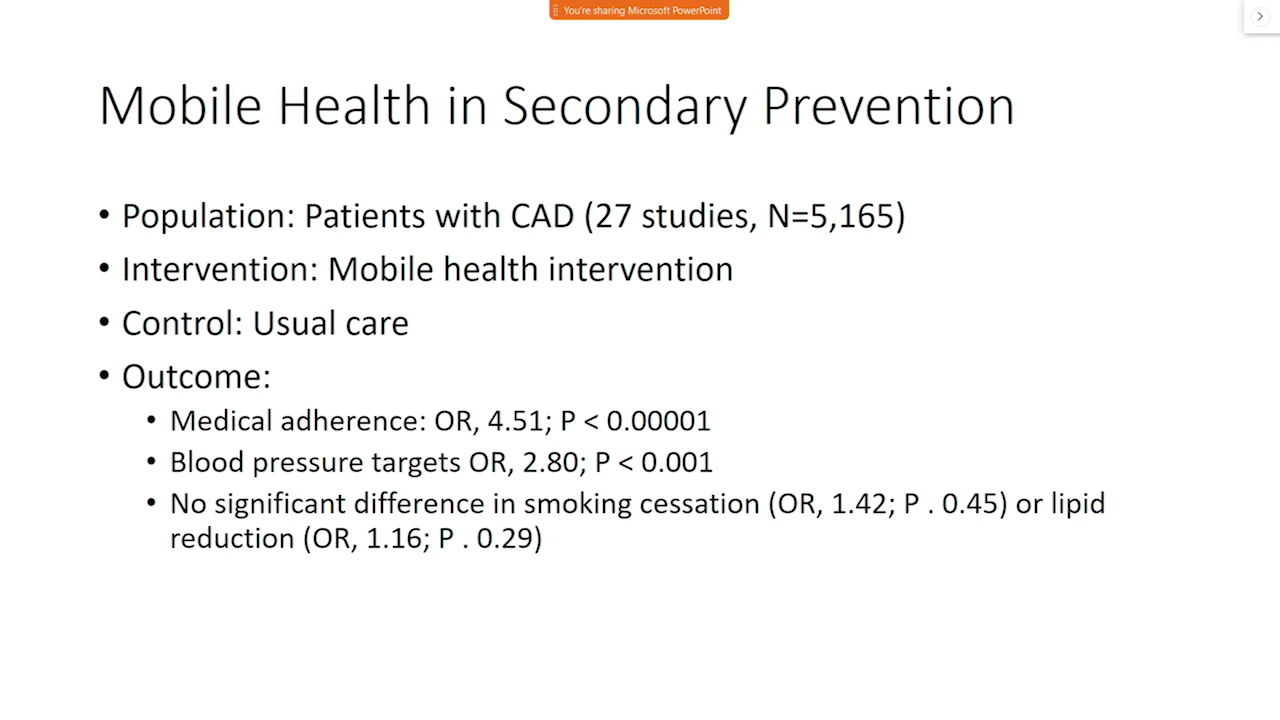 You're sharing Microsoft PowerPoint
Mobile Health in Secondary Prevention
• Population: Patients with CAD (27 studies, N=5,165)
• Intervention: Mobile health intervention
• Control: Usual care
• Outcome:
• Medical adherence: OR, 4.51; P < 0.00001
• Blood pressure targets OR, 2.80; P < 0.001
• No significant difference in smoking cessation (OR, 1.42; P . 0.45) or lipid
reduction (OR, 1.16; P . 0.29)